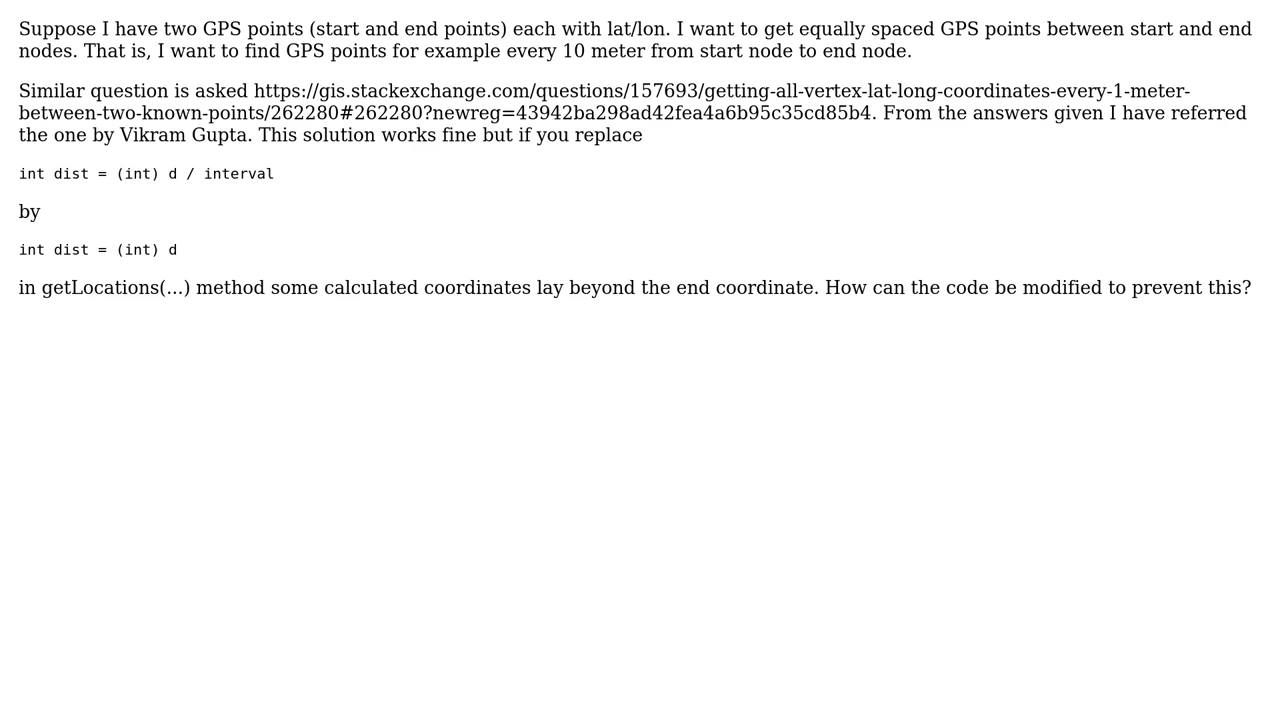 Suppose I have two GPS points (start and end points) each with lat/lon. I want to get equally spaced GPS points between start and end
nodes. That is, I want to find GPS points for example every 10 meter from start node to end node.
Similar question is asked https://gis.stackexchange.com/questions/157693/getting-all-vertex-lat-long-coordinates-every-1-meter-
between-two-known-points/262280#262280?newreg=43942ba298ad42fea4a6b95c35cd85b4. From the answers given I have referred
the one by Vikram Gupta. This solution works fine but if you replace
int dist = (int) d / interval
by
int dist = (int) d
in getLocations(...) method some calculated coordinates lay beyond the end coordinate. How can the code be modified to prevent this?